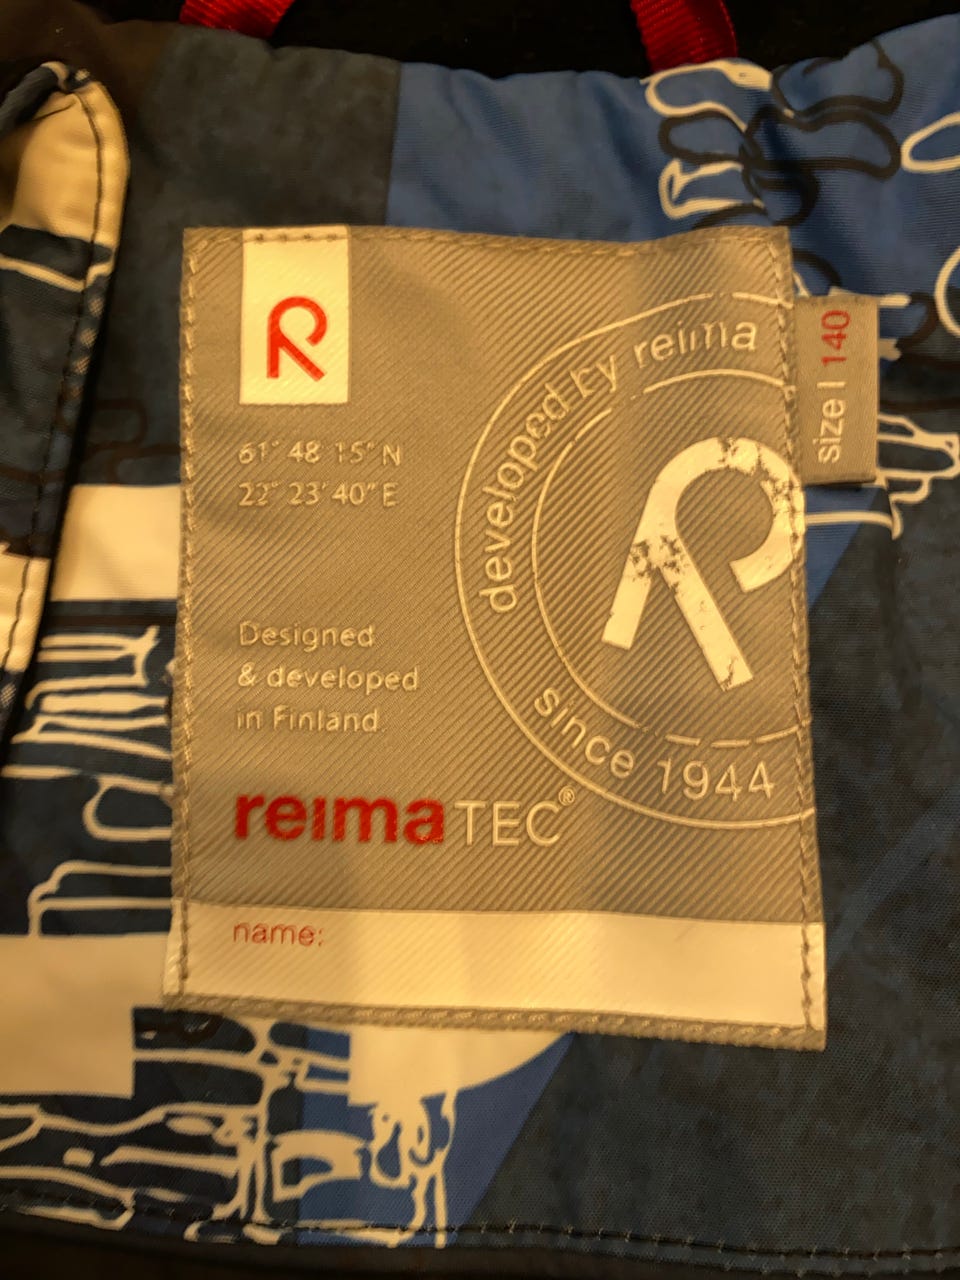 R
61° 48' 15" N
22° 23' 40" E
developed by reima
R
since 1944
size | 140
Designed
& developed
in Finland.
reimaTEC®
name: